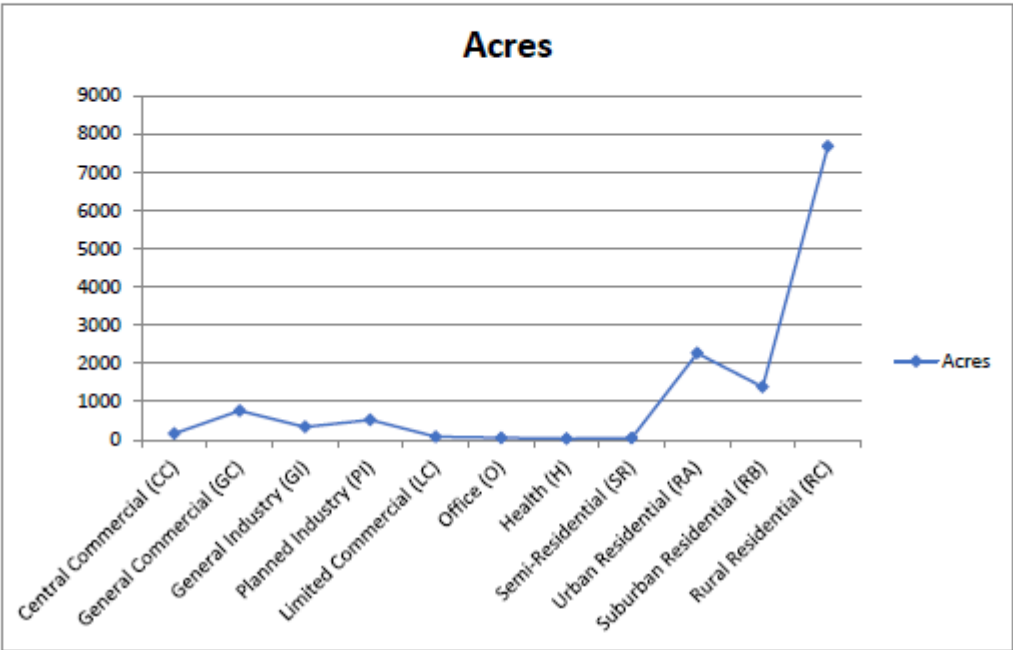 Acres
9000
8000
7000
6000
5000
4000
3000
2000
1000
0
Central Commercial (CC)
General Commercial (GC)
General Industry (GI)
Planned Industry (PI)
Limited Commercial (LC)
Office (O)
Health (H)
Semi-Residential (SR)
Urban Residential (RA)
Suburban Residential (RB)
Rural Residential (RC)
Acres